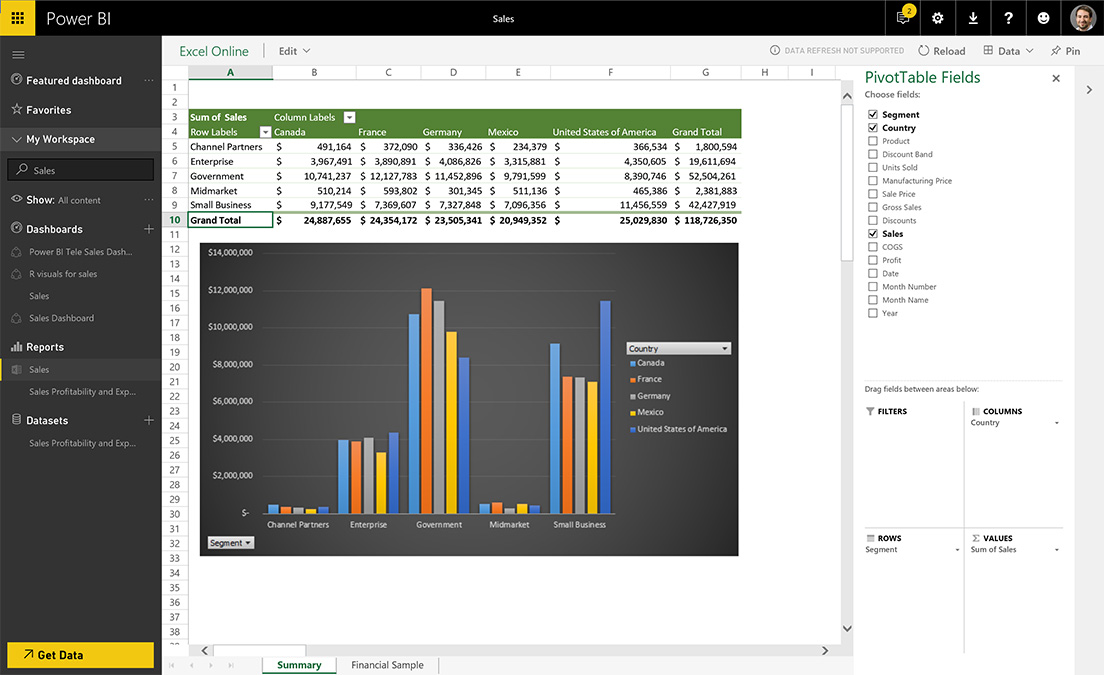 Power BI
Sales
2
Excel Online
Edit
DATA REFRESH NOT SUPPORTED
Reload
Data
Pin
Featured dashboard
Favorites
My Workspace
Sales
Show: All content
Dashboards
Power BI Tele Sales Dash...
R visuals for sales
Sales
Sales Dashboard
Reports
Sales
Sales Profitability and Exp...
Datasets
Sales Profitability and Exp...
Get Data
A B C D E F G H I
1
2
3 Sum of Sales Column Labels
4 Row Labels Canada France Germany Mexico United States of America Grand Total
5 Channel Partners $ 491,164 $ 372,090 $ 336,426 $ 234,379 $ 366,534 $ 1,800,594
6 Enterprise $ 3,967,491 $ 3,890,891 $ 4,086,826 $ 3,315,881 $ 4,350,605 $ 19,611,694
7 Government $ 10,741,237 $ 12,127,783 $ 11,452,896 $ 9,791,599 $ 8,390,746 $ 52,504,261
8 Midmarket $ 510,214 $ 593,802 $ 301,345 $ 511,136 $ 465,386 $ 2,381,883
9 Small Business $ 9,177,549 $ 7,369,607 $ 7,327,848 $ 7,096,356 $ 11,456,559 $ 42,427,919
10 Grand Total $ 24,887,655 $ 24,354,172 $ 23,505,341 $ 20,949,352 $ 25,029,830 $ 118,726,350
11
12
13
14
15
16
17
18
19
20
21
22
23
24
25
26
27
28
29
30
31
32
33
34
35
36
37
38
$14,000,000
$12,000,000
$10,000,000
$8,000,000
$6,000,000
$4,000,000
$2,000,000
$-
Channel Partners Enterprise Government Midmarket Small Business
Segment
Country
Canada
France
Germany
Mexico
United States of America
Summary
Financial Sample
PivotTable Fields
Choose fields:
Segment
Country
Product
Discount Band
Units Sold
Manufacturing Price
Sale Price
Gross Sales
Discounts
Sales
COGS
Profit
Date
Month Number
Month Name
Year
Drag fields between areas below:
FILTERS
COLUMNS
Country
ROWS
Segment
VALUES
Sum of Sales